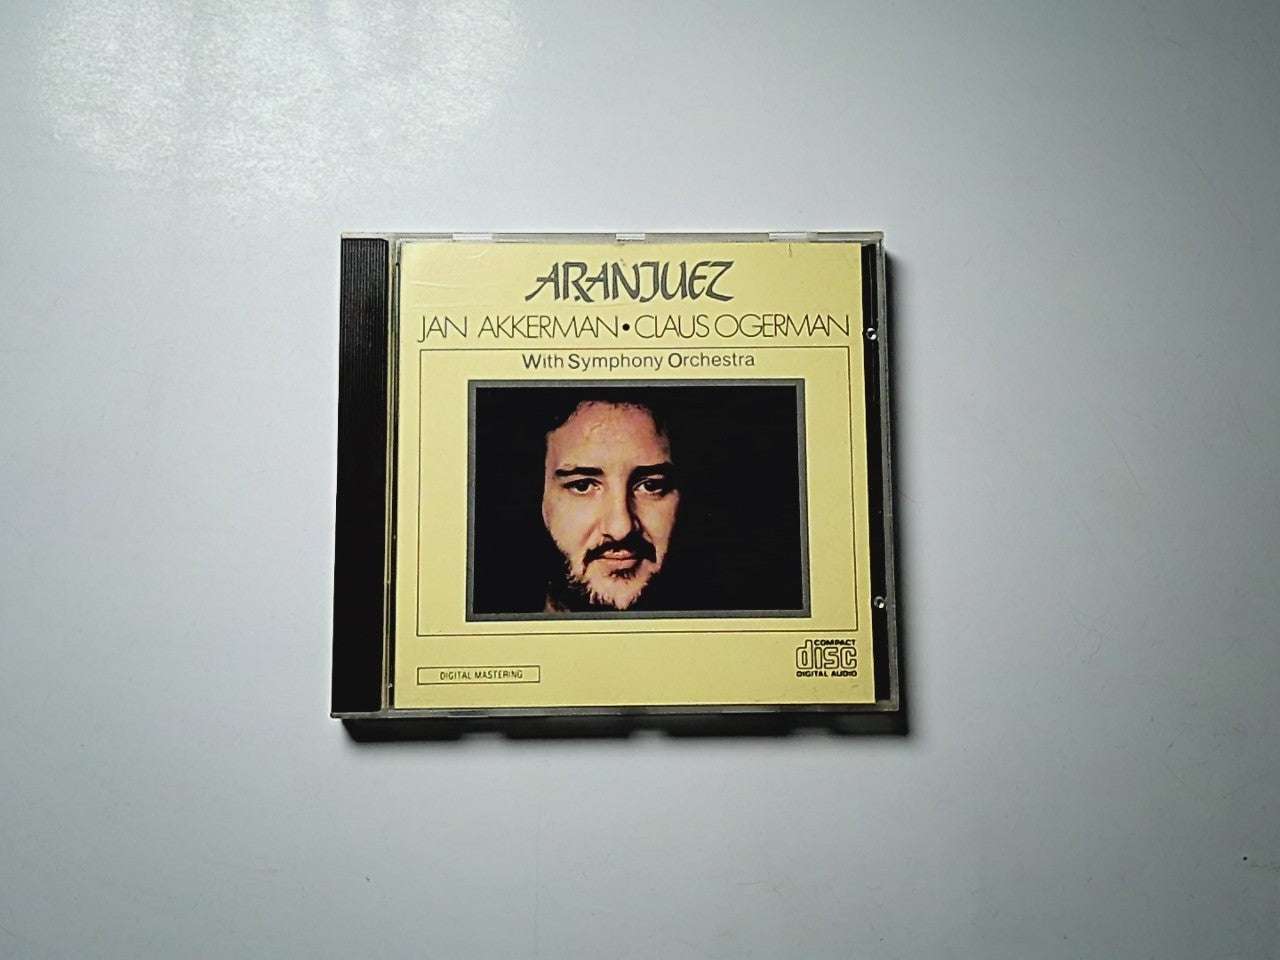 ARANJUEZ
JAN AKKERMAN • CLAUS OGERMAN
With Symphony Orchestra
COMPACT
disc
DIGITAL AUDIO
DIGITAL MASTERING